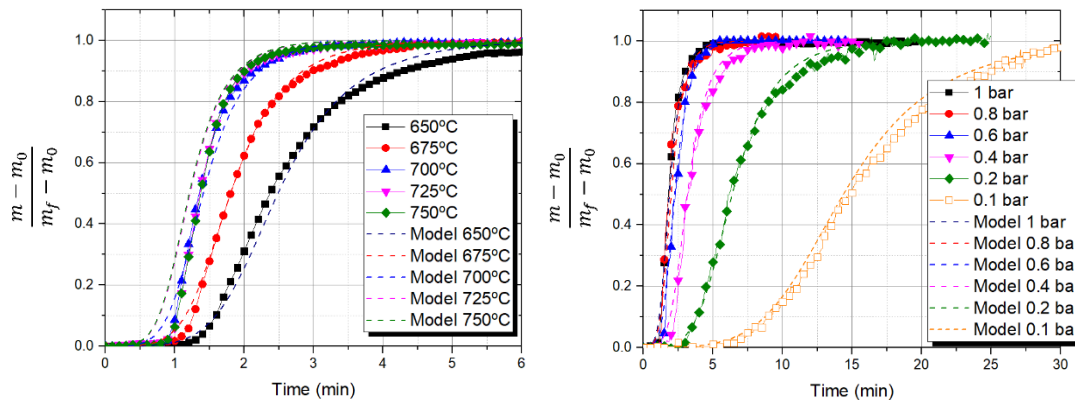 1.0
0.8
0.6
0.4
0.2
0.0
m − m₀
m_f − m₀
0
1
2
3
4
5
6
Time (min)
650ºC
675ºC
700ºC
725ºC
750ºC
Model 650ºC
Model 675ºC
Model 700ºC
Model 725ºC
Model 750ºC
1.0
0.8
0.6
0.4
0.2
0.0
m − m₀
m_f − m₀
0
5
10
15
20
25
30
Time (min)
1 bar
0.8 bar
0.6 bar
0.4 bar
0.2 bar
0.1 bar
Model 1 bar
Model 0.8 ba
Model 0.6 ba
Model 0.4 ba
Model 0.2 ba
Model 0.1 ba